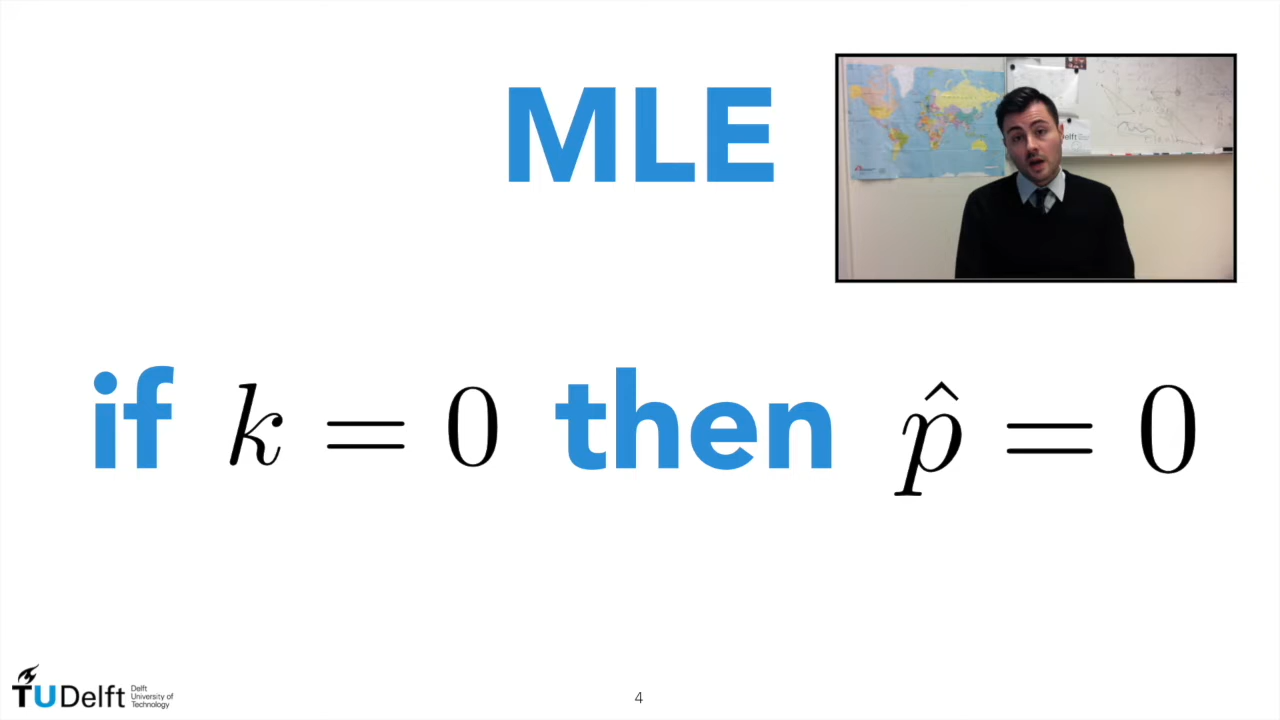 MLE
if k = 0 then p̂ = 0
TUDelft
Delft
University of
Technology
4